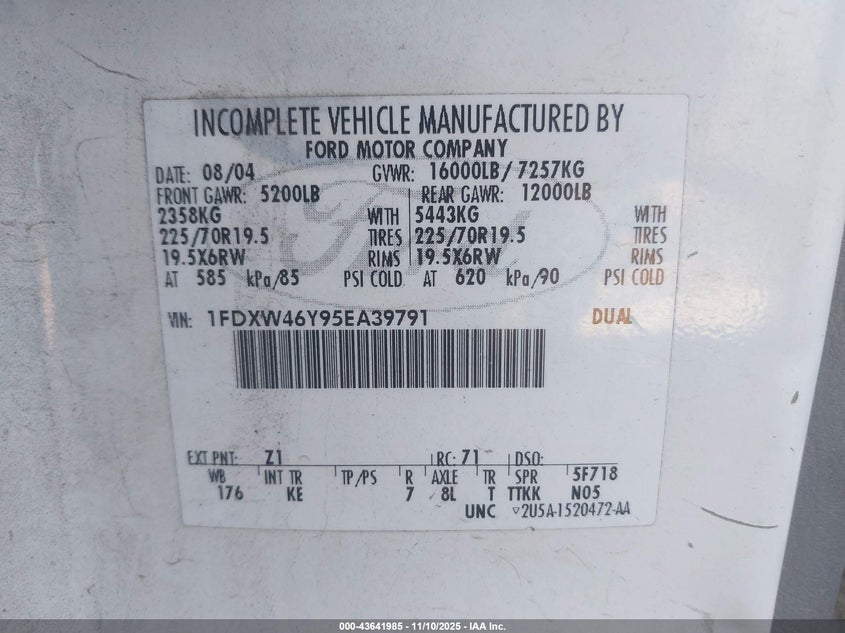 INCOMPLETE VEHICLE MANUFACTURED BY
FORD MOTOR COMPANY
DATE: 08/04 GVWR: 16000LB / 7257KG
FRONT GAWR: 5200LB REAR GAWR: 12000LB
2358KG WITH 5443KG WITH
225/70R19.5 TIRES 225/70R19.5 TIRES
19.5X6RW RIMS 19.5X6RW RIMS
AT 585 kPa/85 PSI COLD AT 620 kPa/90 PSI COLD
VIN: 1FDXW46Y95EA39791 DUAL
EXT PNT: Z1 RC: 71 DSO:
WB INT TR TP/PS R AXLE TR SPR 5F718
176 KE 7 8L T TTKK N05
UNC ▽2U5A-1520472-AA
000-43641985 - 11/10/2025 - IAA Inc.